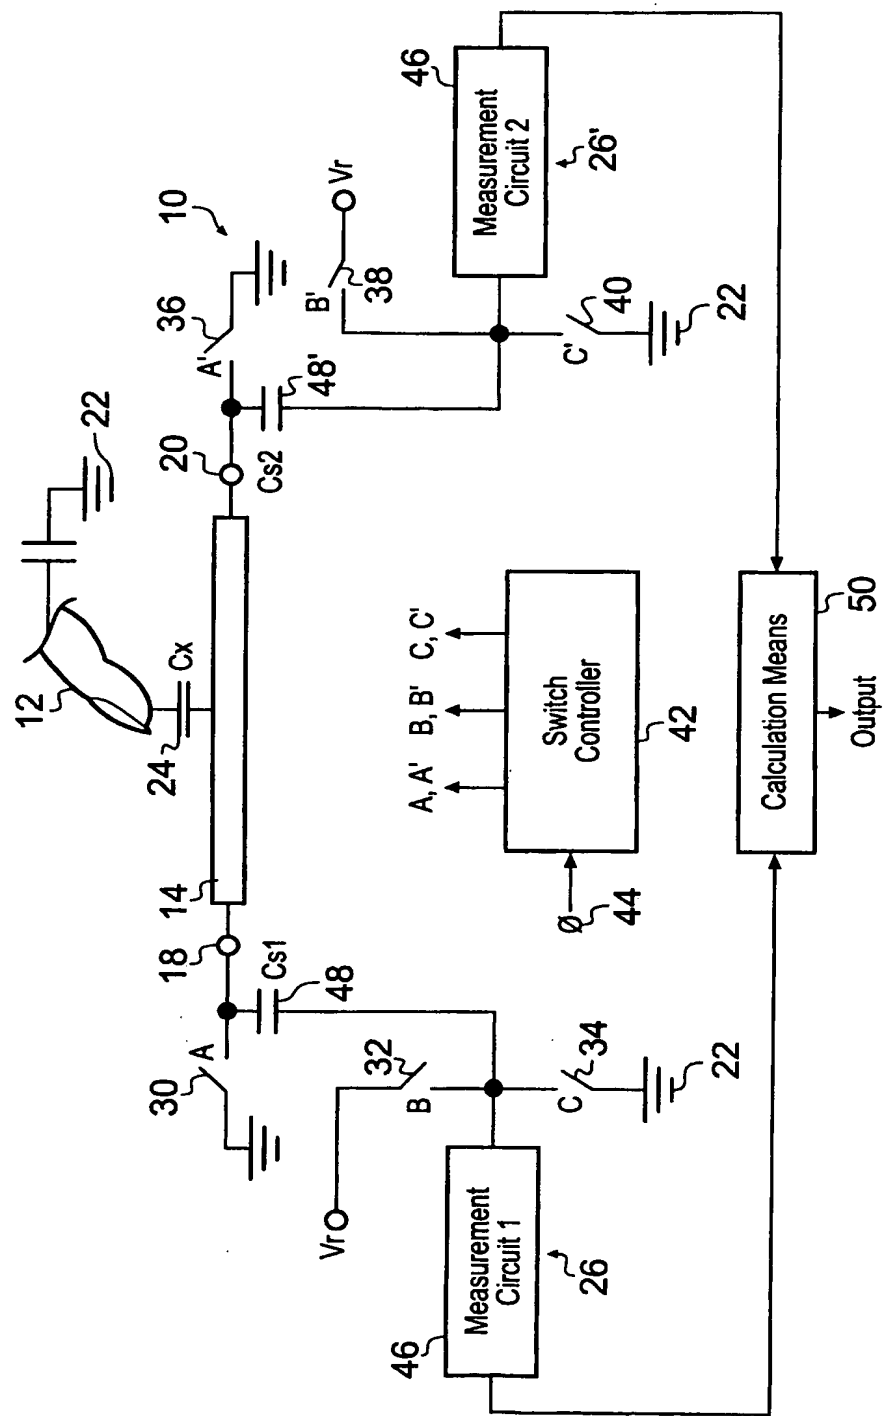 10
12
22
24
Cx
14
18
20
Cs1
Cs2
48
48'
30
A
36
A'
Vr
32
B
38
B'
Vr
34
C
22
40
C'
22
46
Measurement
Circuit 1
26
46
Measurement
Circuit 2
26'
A, A'
B, B'
C, C'
Switch
Controller
42
Ø
44
Calculation Means
50
Output